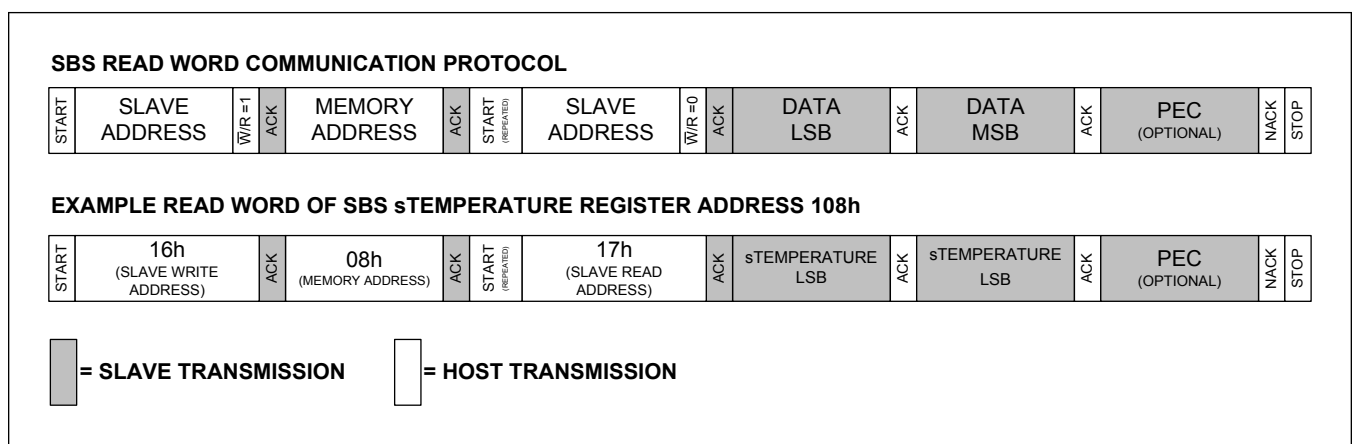 SBS READ WORD COMMUNICATION PROTOCOL
START
SLAVE
ADDRESS
W̅/R =1
ACK
MEMORY
ADDRESS
ACK
START
(REPEATED)
SLAVE
ADDRESS
W̅/R =0
ACK
DATA
LSB
ACK
DATA
MSB
ACK
PEC
(OPTIONAL)
NACK
STOP
EXAMPLE READ WORD OF SBS sTEMPERATURE REGISTER ADDRESS 108h
START
16h
(SLAVE WRITE
ADDRESS)
ACK
08h
(MEMORY ADDRESS)
ACK
START
(REPEATED)
17h
(SLAVE READ
ADDRESS)
ACK
sTEMPERATURE
LSB
ACK
sTEMPERATURE
LSB
ACK
PEC
(OPTIONAL)
NACK
STOP
= SLAVE TRANSMISSION
= HOST TRANSMISSION